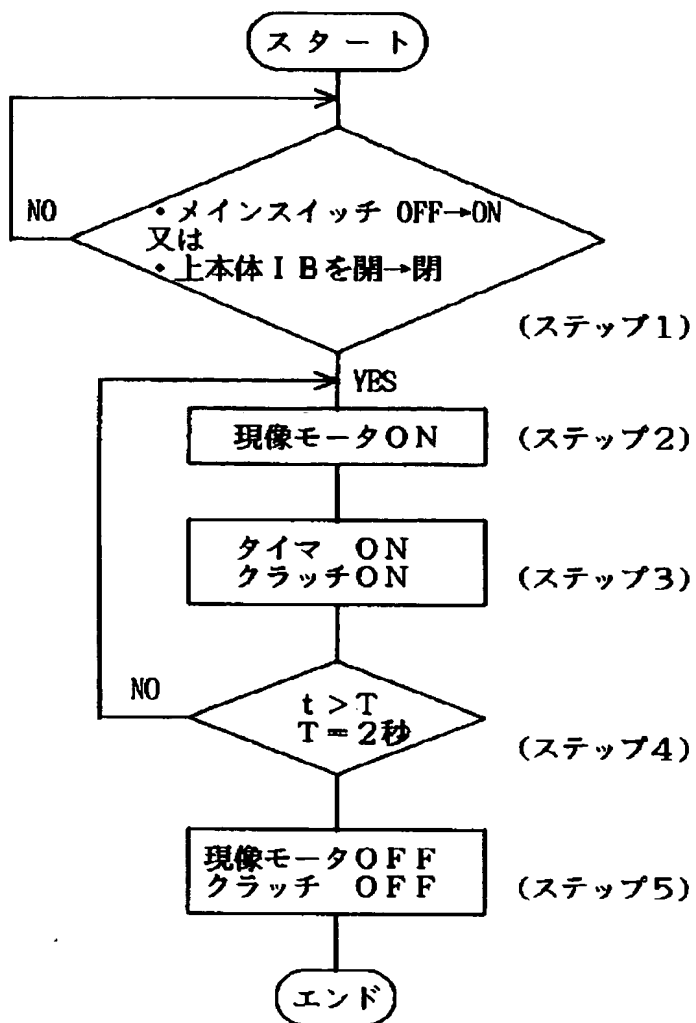 スタート
NO
・メインスイッチ OFF→ON
又は
・上本体IBを開→閉
(ステップ1)
YES
現像モータON
(ステップ2)
タイマ ON
クラッチON
(ステップ3)
NO
t>T
T=2秒
(ステップ4)
現像モータOFF
クラッチ OFF
(ステップ5)
エンド